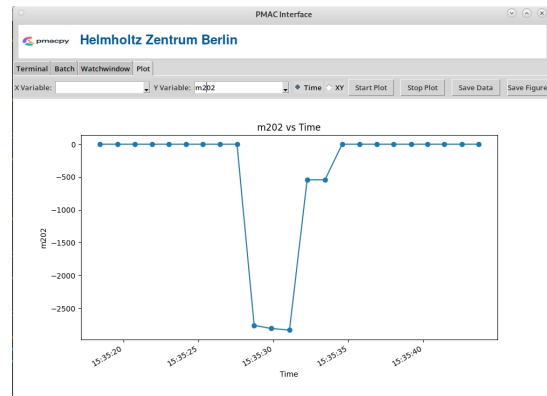 PMAC Interface
pmacpy Helmholtz Zentrum Berlin
Terminal Batch Watchwindow Plot
X Variable: Y Variable: m202 Time XY Start Plot Stop Plot Save Data Save Figure
m202 vs Time
0
−500
−1000
−1500
−2000
−2500
m202
15:35:20 15:35:25 15:35:30 15:35:35 15:35:40
Time